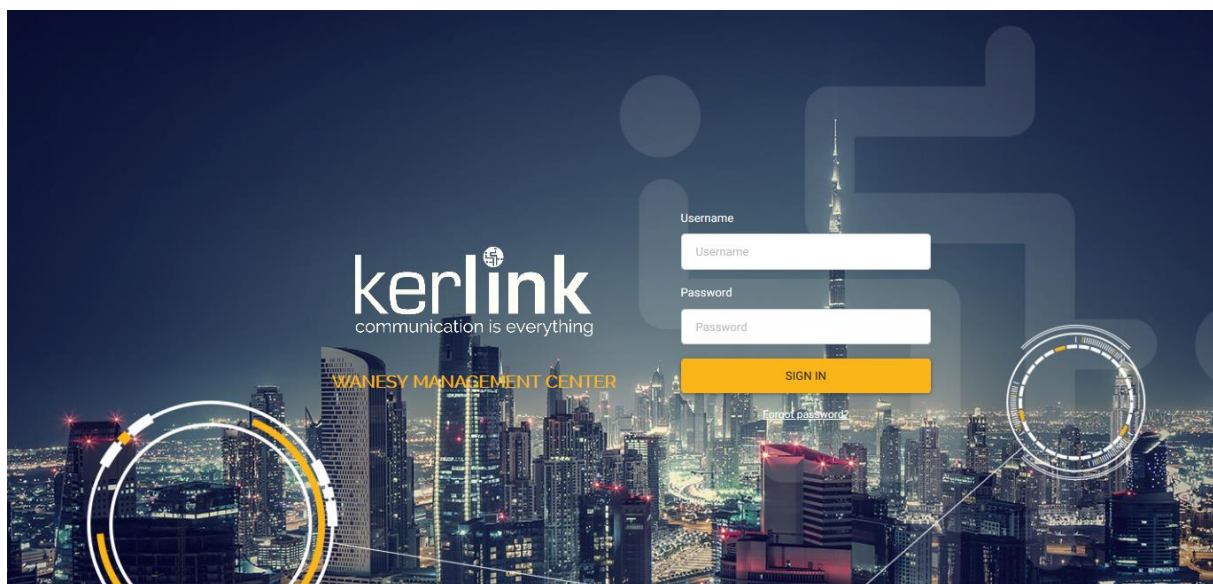 kerlink
communication is everything
WANESY MANAGEMENT CENTER
Username
Username
Password
Password
SIGN IN
Forgot password?